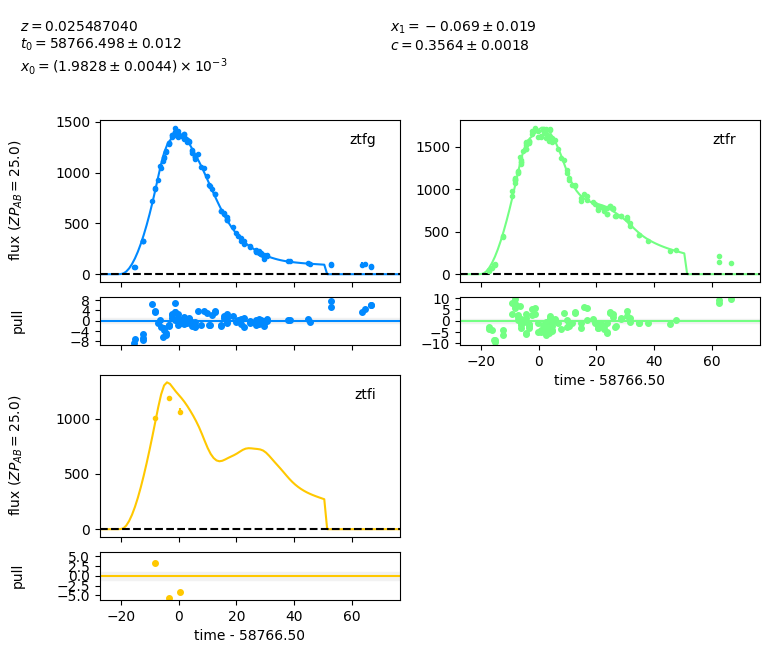 z = 0.025487040
t₀ = 58766.498 ± 0.012
x₀ = (1.9828 ± 0.0044) × 10⁻³
x₁ = −0.069 ± 0.019
c = 0.3564 ± 0.0018
ztfg
flux (ZP_AB = 25.0)
1500
1000
500
0
ztfr
1500
1000
500
0
pull
8
4
0
−4
−8
10
5
0
−5
−10
−20 0 20 40 60
time - 58766.50
ztfi
flux (ZP_AB = 25.0)
1000
500
0
pull
5.0
2.5
0.0
−2.5
−5.0
−20 0 20 40 60
time - 58766.50